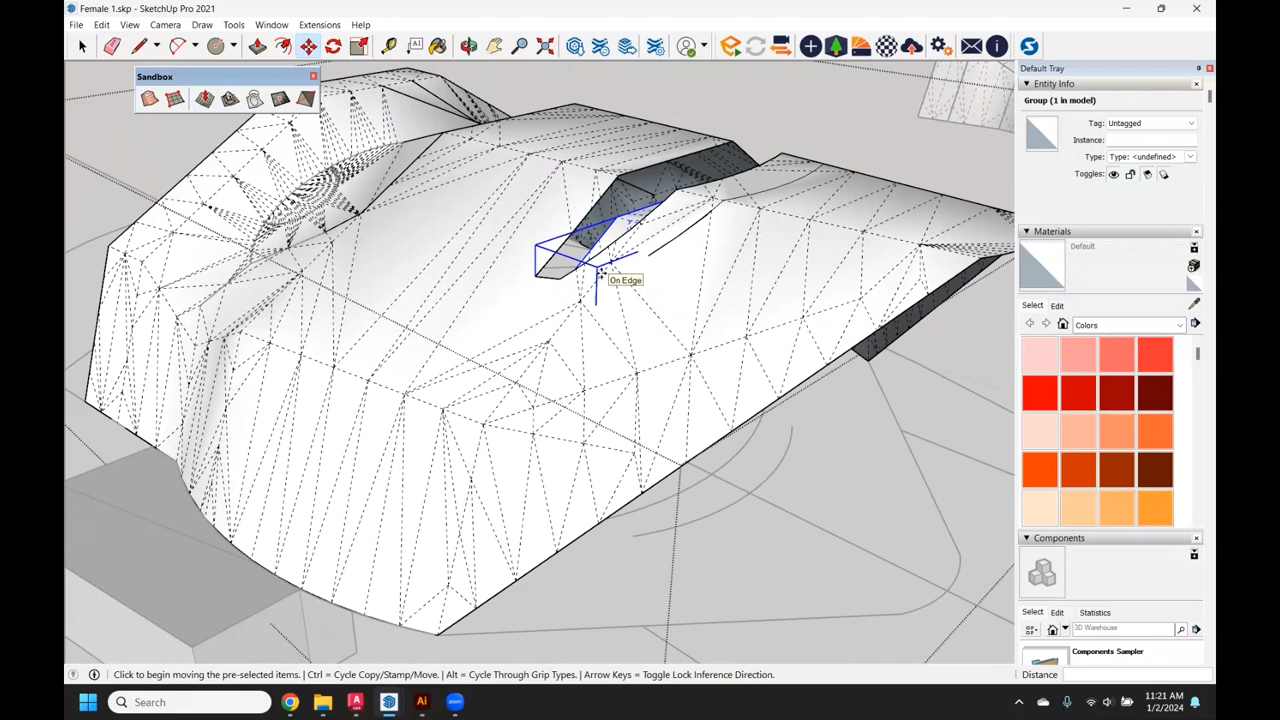 Female 1.skp - SketchUp Pro 2021
File Edit View Camera Draw Tools Window Extensions Help
Sandbox
Default Tray
Entity Info
Group (1 in model)
Tag: Untagged
Instance:
Type: Type: <undefined>
Toggles:
Materials
Default
Select Edit
Colors
On Edge
Components
Select Edit Statistics
3D Warehouse
Components Sampler
Click to begin moving the pre-selected items. | Ctrl = Cycle Copy/Stamp/Move. | Alt = Cycle Through Grip Types. | Arrow Keys = Toggle Lock Inference Direction.
Distance
Search
11:21 AM
1/2/2024